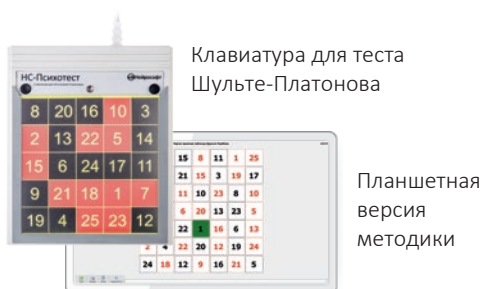 Клавиатура для теста
Шульте-Платонова
НС-Психотест
Нейрософт
8 20 16 10 3
2 13 22 5 14
15 6 24 17 11
9 21 18 1 7
19 4 25 23 12
15 8 11 1 25
21 15 3 19 17
11 10 23 8 10
6 20 13 23 5
22 1 16 6 13
2 4 22 20 12 19 24
24 18 12 9 16 21 5
Планшетная
версия
методики